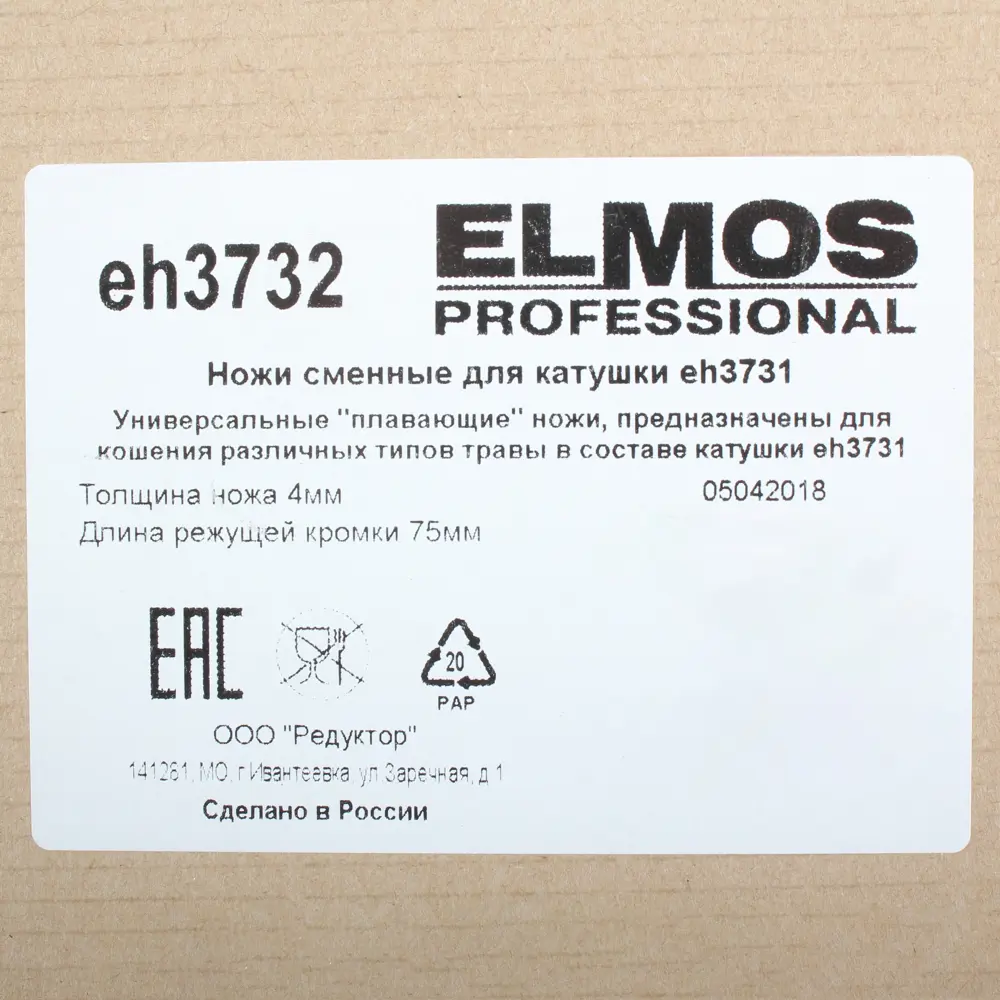 eh3732
ELMOS
PROFESSIONAL
Ножи сменные для катушки eh3731
Универсальные "плавающие" ножи, предназначены для
кошения различных типов травы в составе катушки eh3731
Толщина ножа 4мм
05042018
Длина режущей кромки 75мм
EAC
20
PAP
ООО "Редуктор"
141281, МО, г Ивантеевка, ул Заречная, д 1
Сделано в России